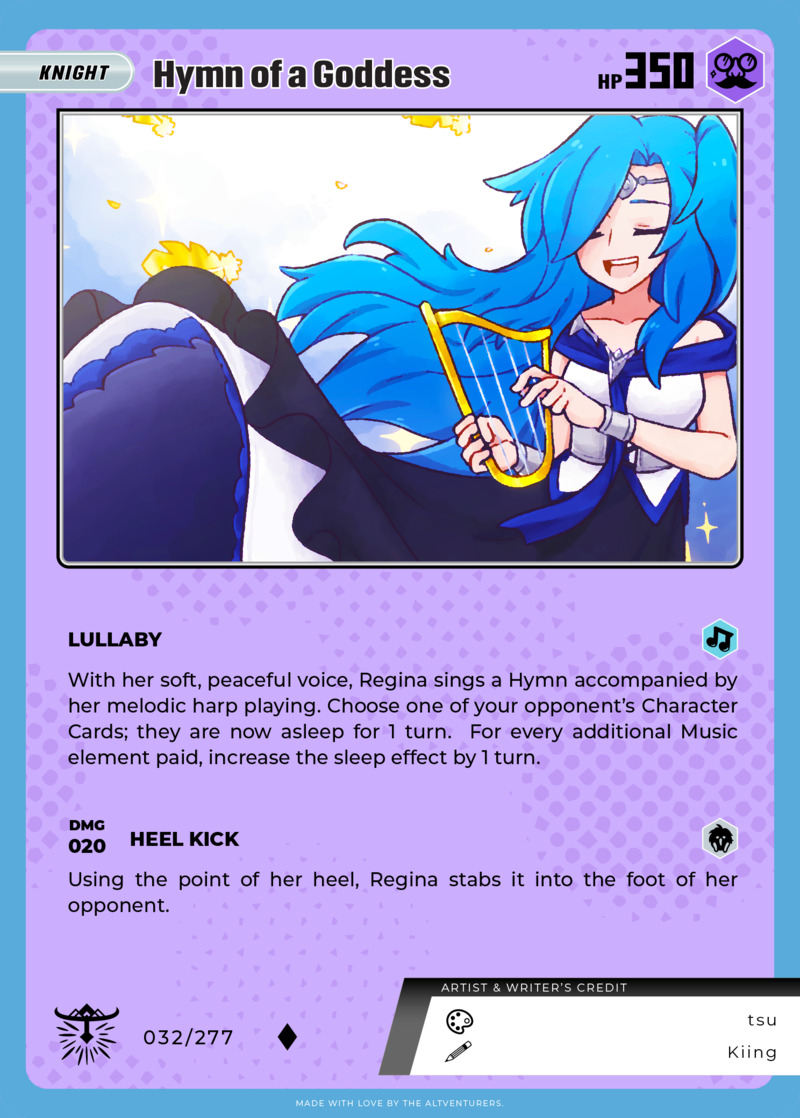 KNIGHT
Hymn of a Goddess
HP 350
LULLABY
With her soft, peaceful voice, Regina sings a Hymn accompanied by
her melodic harp playing. Choose one of your opponent's Character
Cards; they are now asleep for 1 turn.  For every additional Music
element paid, increase the sleep effect by 1 turn.
DMG
020
HEEL KICK
Using the point of her heel, Regina stabs it into the foot of her
opponent.
032/277
ARTIST & WRITER'S CREDIT
tsu
Kiing
MADE WITH LOVE BY THE ALTVENTURERS.